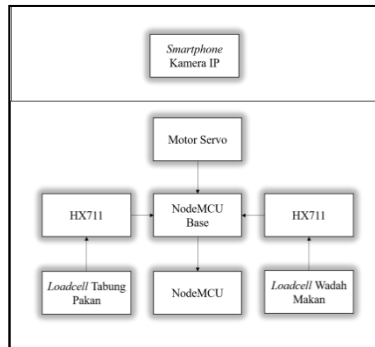 Smartphone
Kamera IP
Motor Servo
HX711
NodeMCU
Base
HX711
Loadcell Tabung
Pakan
NodeMCU
Loadcell Wadah
Makan